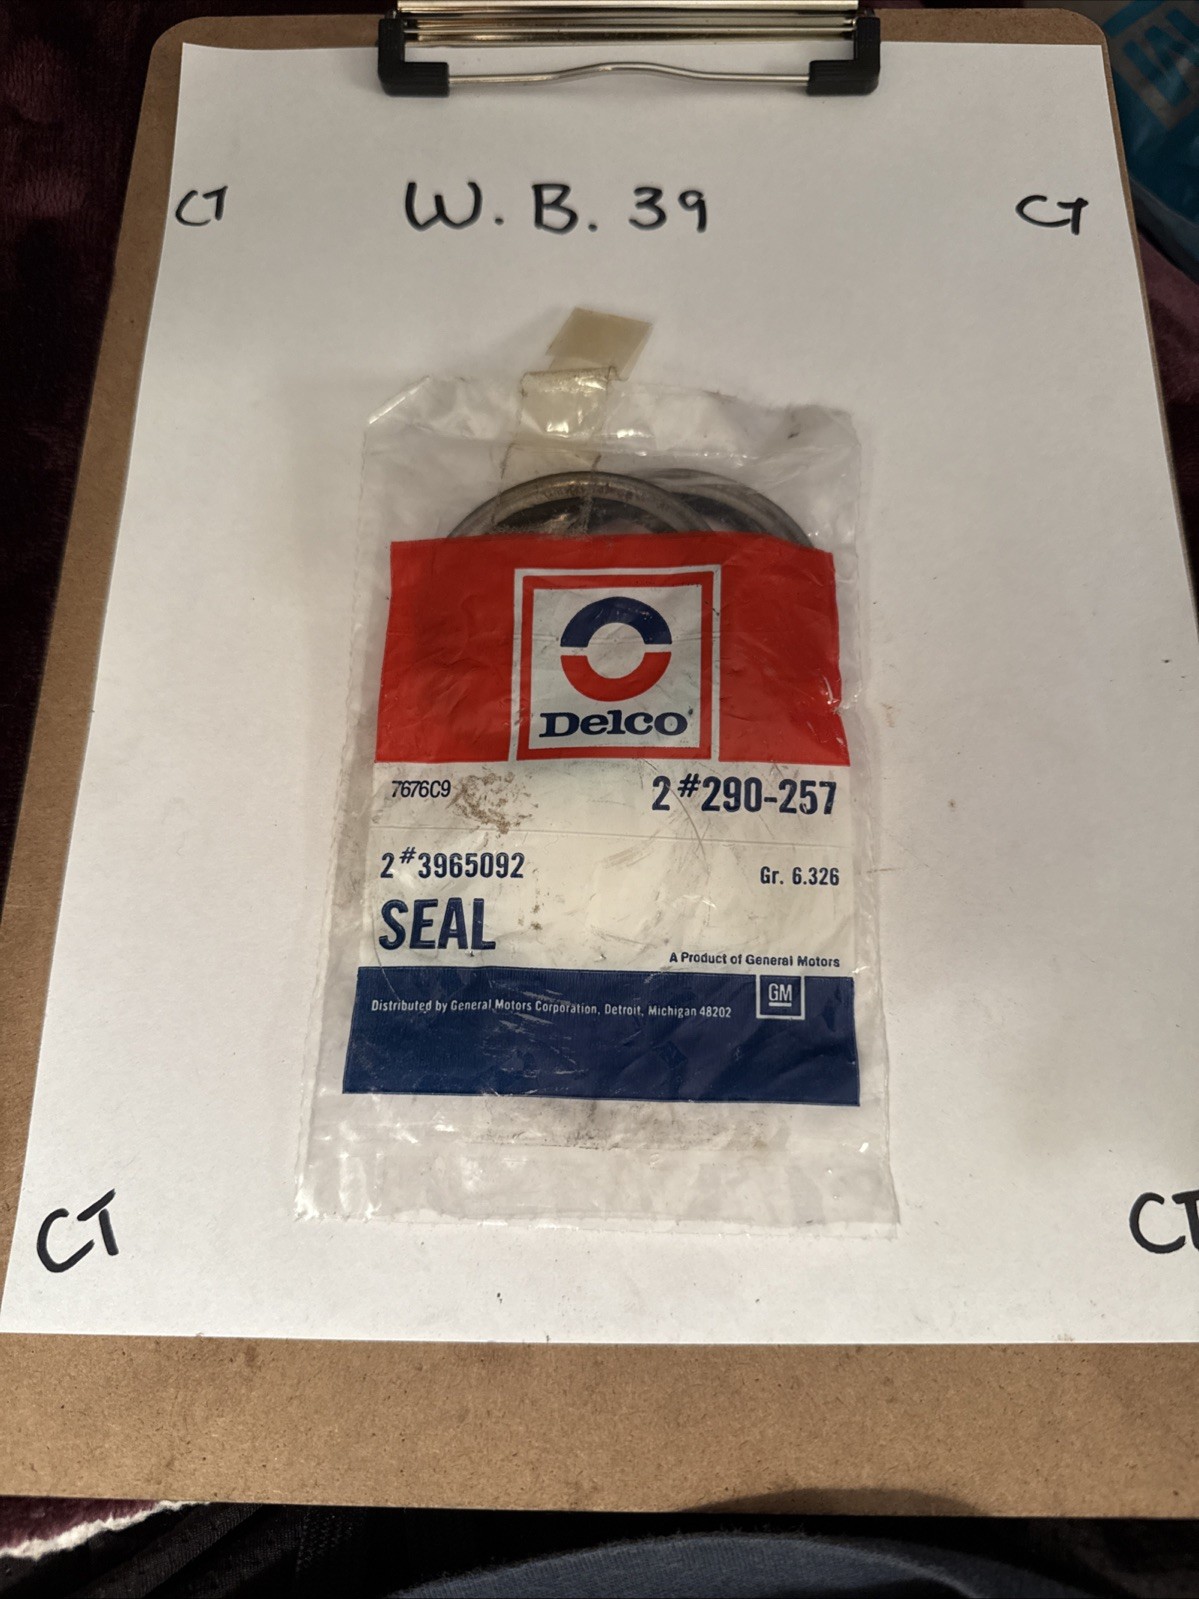 CT W. B. 39 CT
Delco
7676C9 2#290-257
2#3965092 Gr. 6.326
SEAL
A Product of General Motors
GM
Distributed by General Motors Corporation, Detroit, Michigan 48202
CT CT